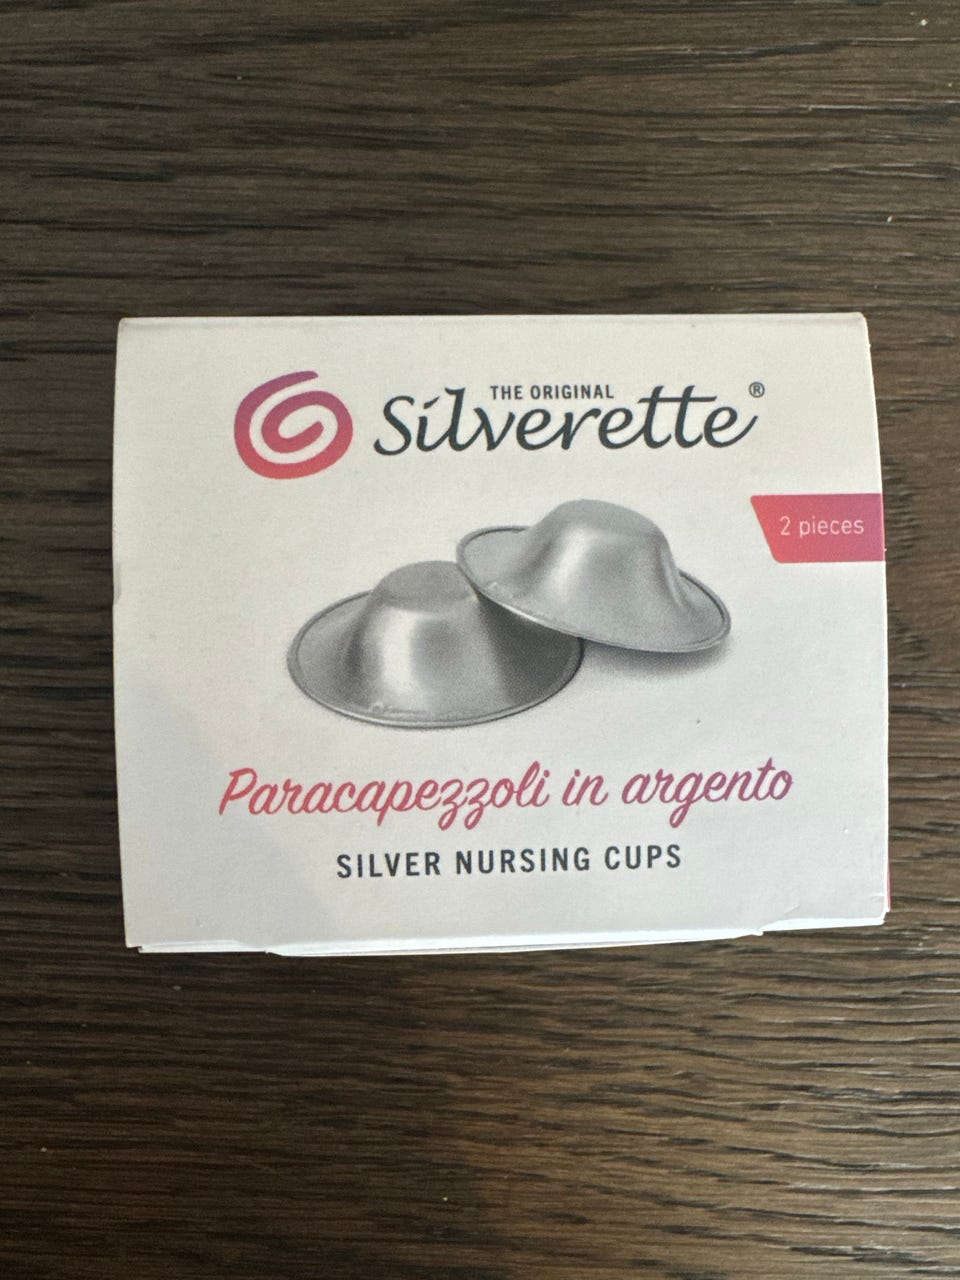 THE ORIGINAL
Silverette®
2 pieces
Paracapezzoli in argento
SILVER NURSING CUPS